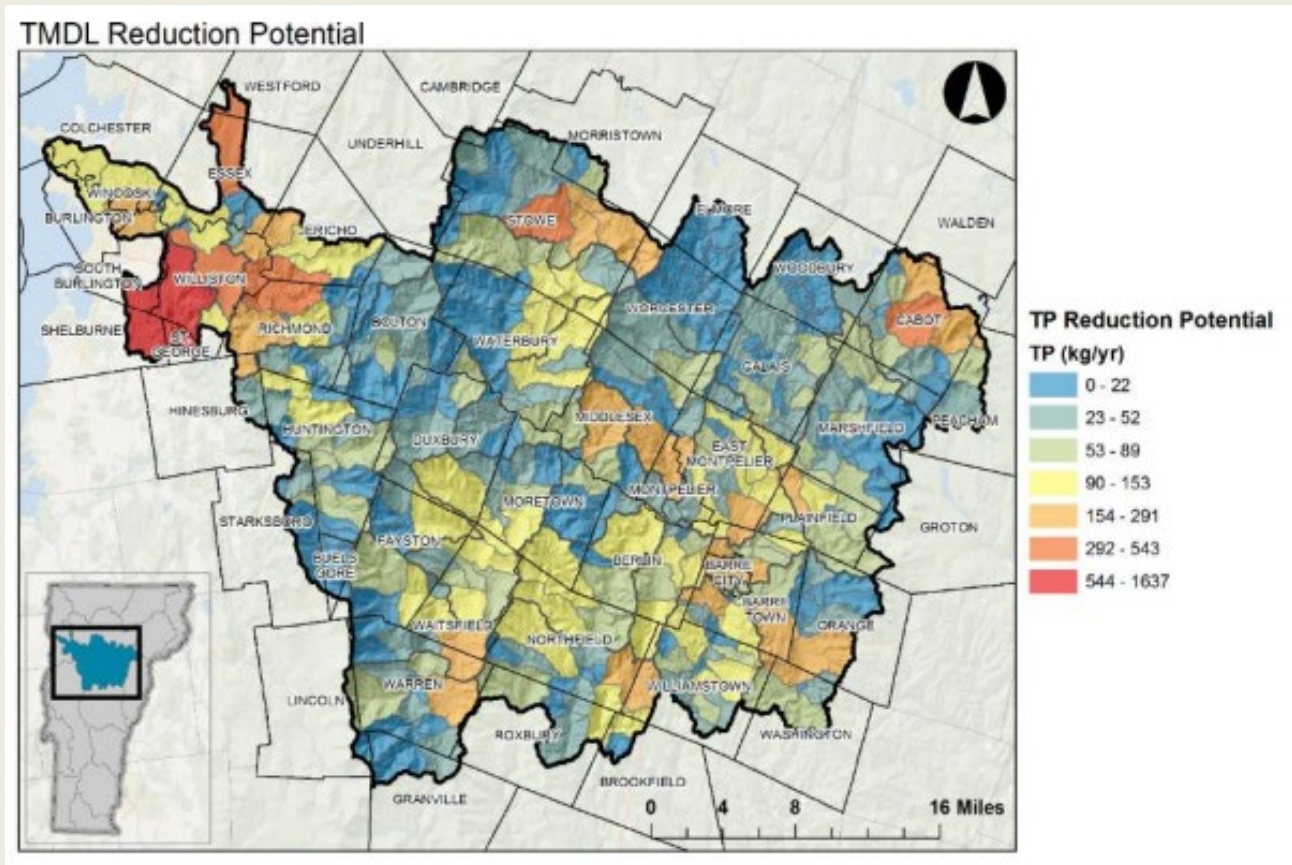 TMDL Reduction Potential
WESTFORD
CAMBRIDGE
COLCHESTER
MORRISTOWN
UNDERHILL
ESSEX
WINOOSKI
BURLINGTON
ELMORE
STOWE
WALDEN
JERICHO
SOUTH
BURLINGTON
WILLISTON
WOODBURY
WORCESTER
CABOT
SHELBURNE
ST.
GEORGE
RICHMOND
BOLTON
WATERBURY
CALAIS
HINESBURG
HUNTINGTON
DUXBURY
MIDDLESEX
MARSHFIELD
PEACHAM
EAST
MONTPELIER
MONTPELIER
MORETOWN
STARKSBORO
PLAINFIELD
GROTON
FAYSTON
BUELS
GORE
BERLIN
BARRE
CITY
BARRE
TOWN
WAITSFIELD
NORTHFIELD
ORANGE
LINCOLN
WARREN
WILLIAMSTOWN
ROXBURY
WASHINGTON
BROOKFIELD
GRANVILLE
0 4 8 16 Miles
TP Reduction Potential
TP (kg/yr)
0 - 22
23 - 52
53 - 89
90 - 153
154 - 291
292 - 543
544 - 1637